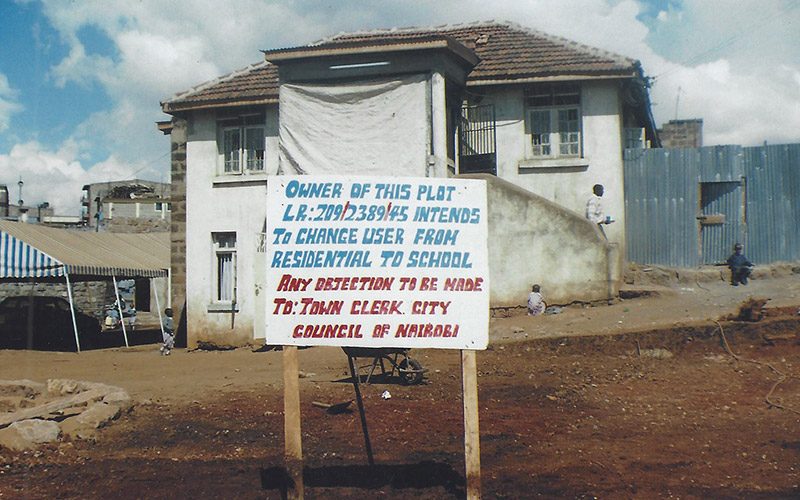 OWNER OF THIS PLOT
L.R: 209/2389/45 INTENDS
TO CHANGE USER FROM
RESIDENTIAL TO SCHOOL
ANY OBJECTION TO BE MADE
TO: TOWN CLERK. CITY
COUNCIL OF NAIROBI